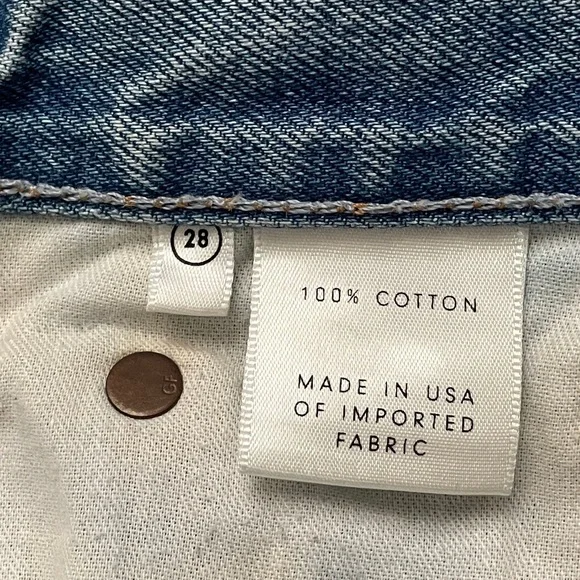 28
100% COTTON
MADE IN USA
OF IMPORTED
FABRIC